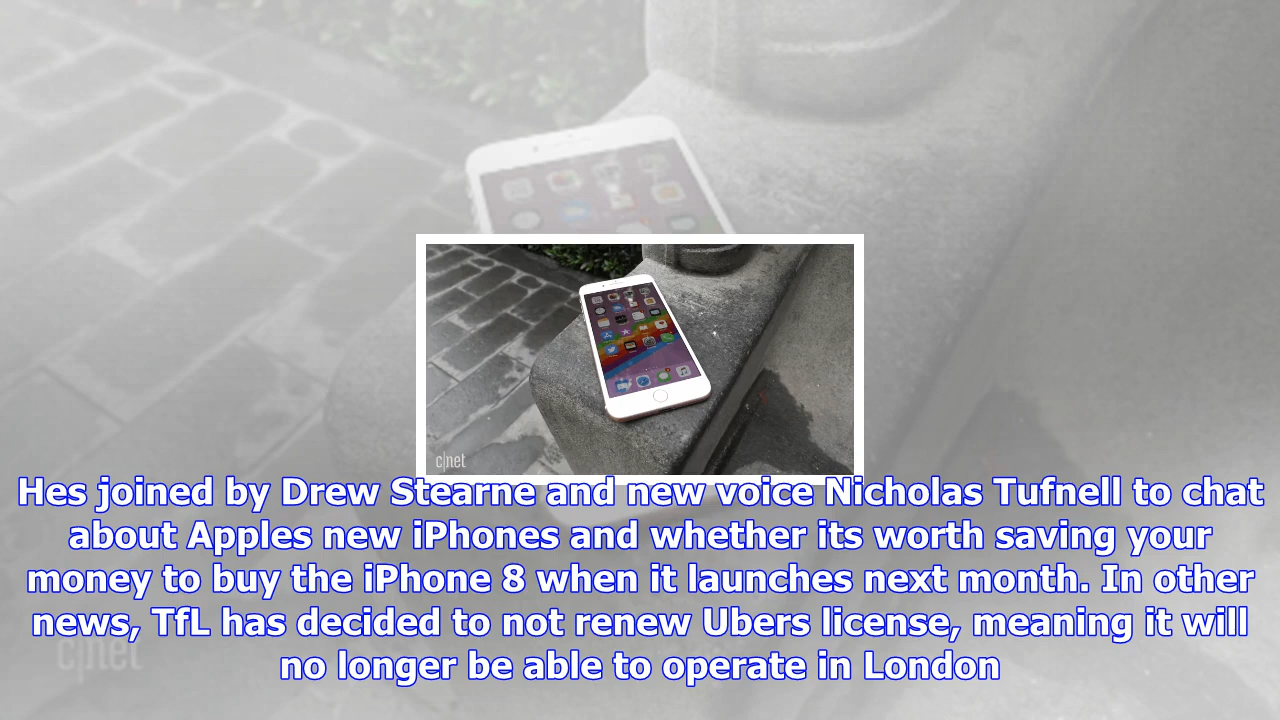 c|net
Hes joined by Drew Stearne and new voice Nicholas Tufnell to chat
about Apples new iPhones and whether its worth saving your
money to buy the iPhone 8 when it launches next month. In other
news, TfL has decided to not renew Ubers license, meaning it will
no longer be able to operate in London
c|net